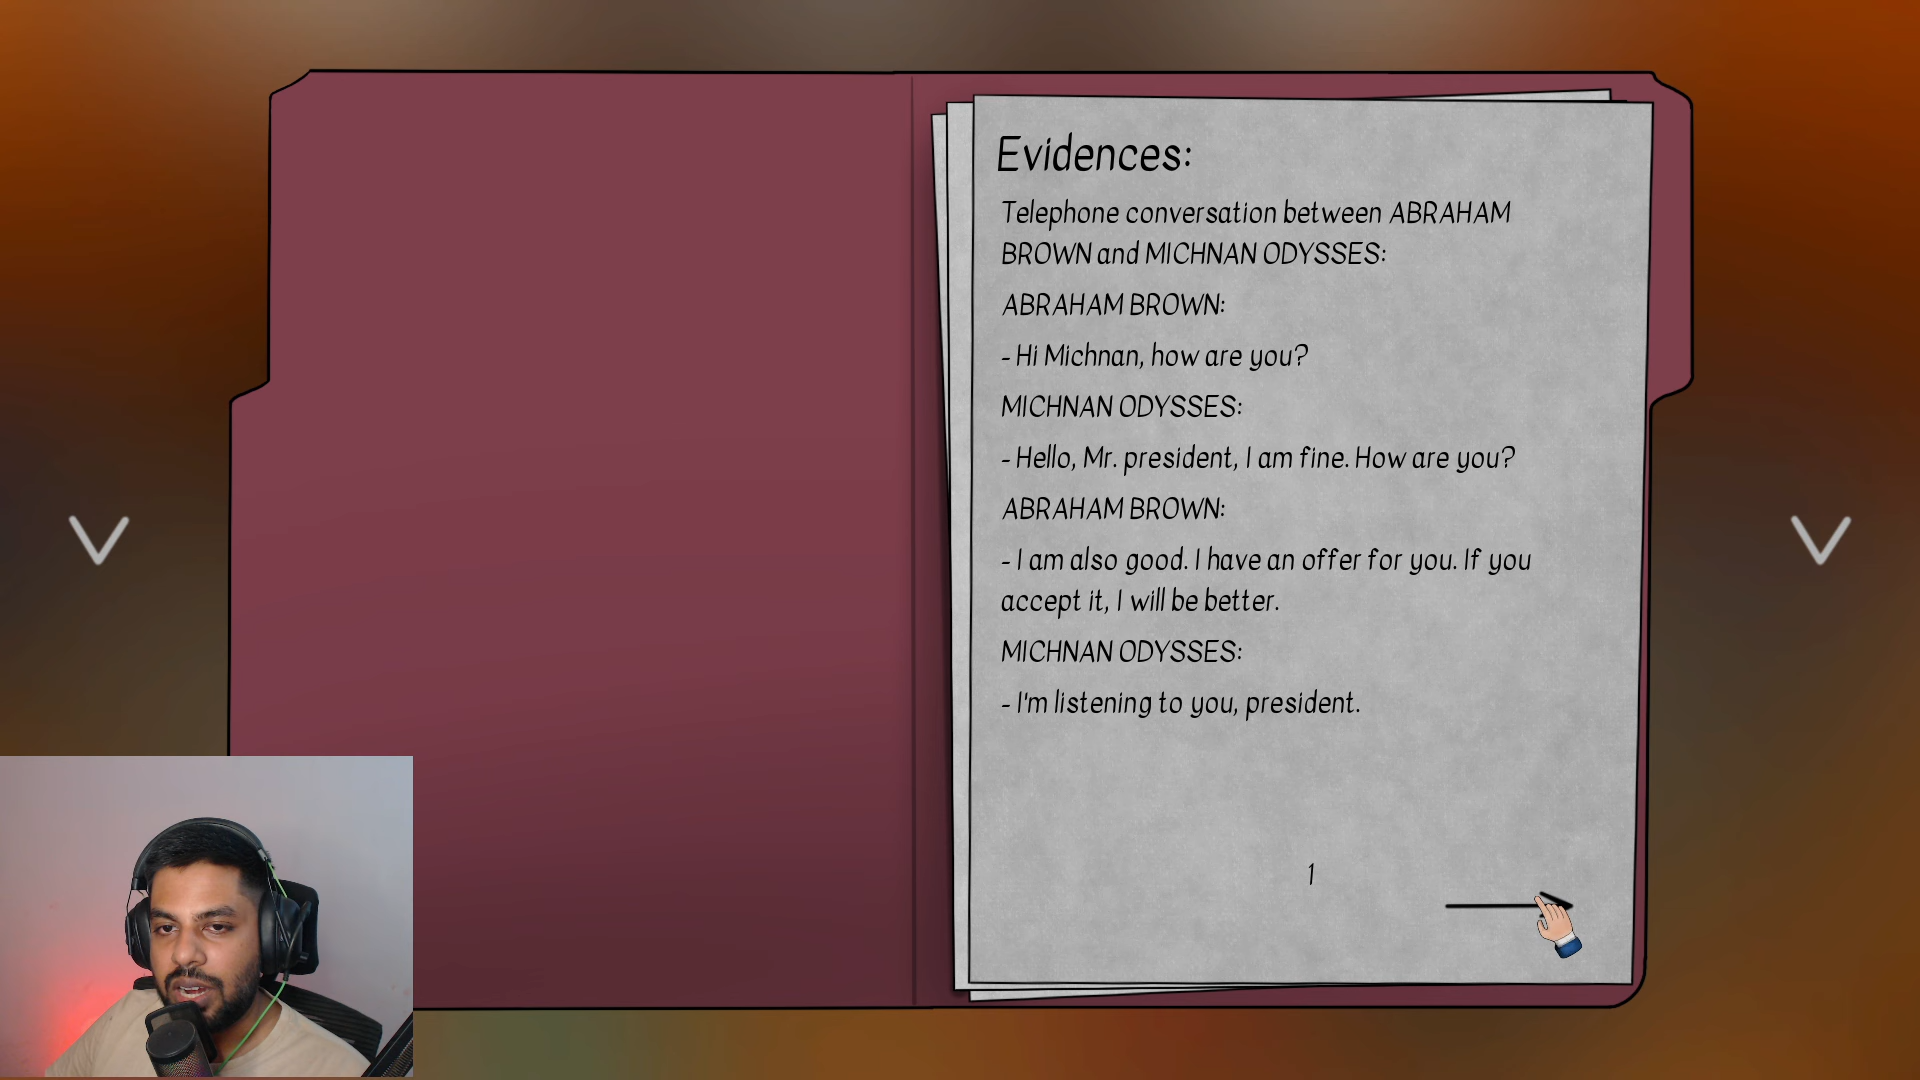 Evidences:
Telephone conversation between ABRAHAM
BROWN and MICHNAN ODYSSES:
ABRAHAM BROWN:
- Hi Michnan, how are you?
MICHNAN ODYSSES:
- Hello, Mr. president, I am fine. How are you?
ABRAHAM BROWN:
- I am also good. I have an offer for you. If you
accept it, I will be better.
MICHNAN ODYSSES:
- I'm listening to you, president.
1